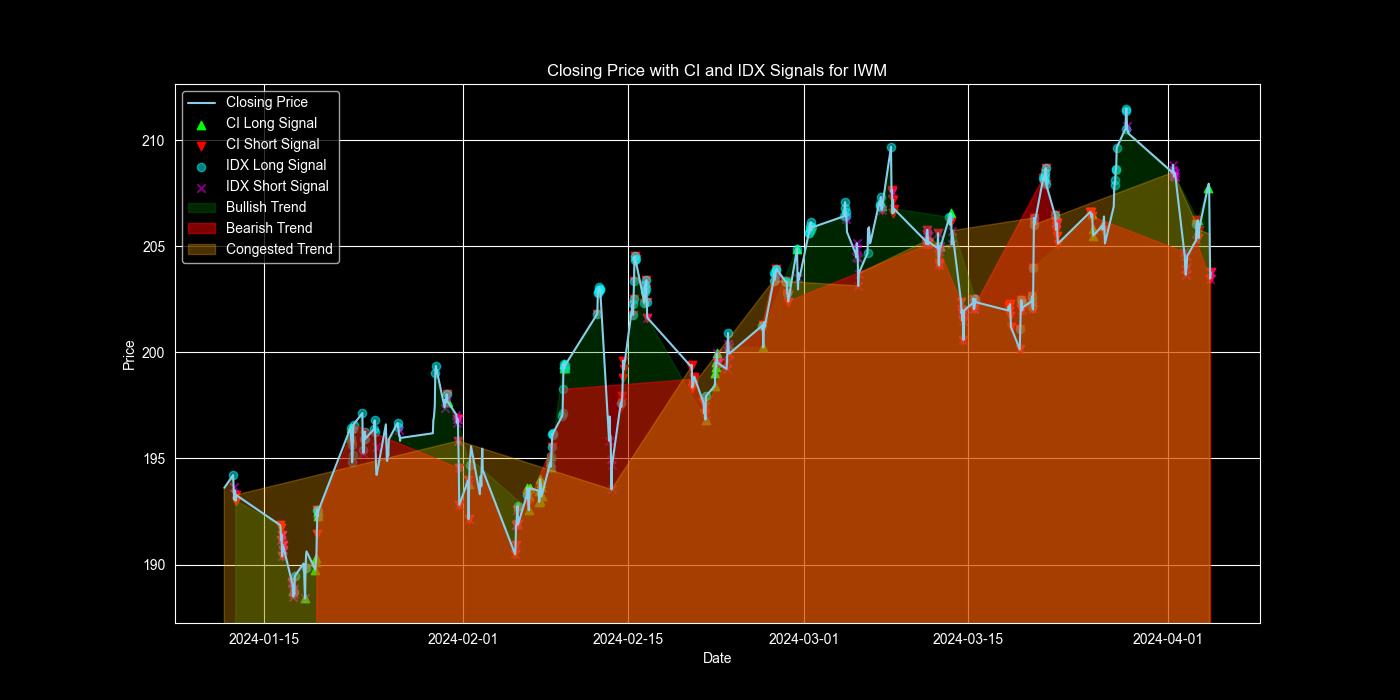 Closing Price with CI and IDX Signals for IWM
Closing Price
CI Long Signal
CI Short Signal
IDX Long Signal
IDX Short Signal
Bullish Trend
Bearish Trend
Congested Trend
210
205
200
195
190
Price
2024-01-15
2024-02-01
2024-02-15
2024-03-01
2024-03-15
2024-04-01
Date